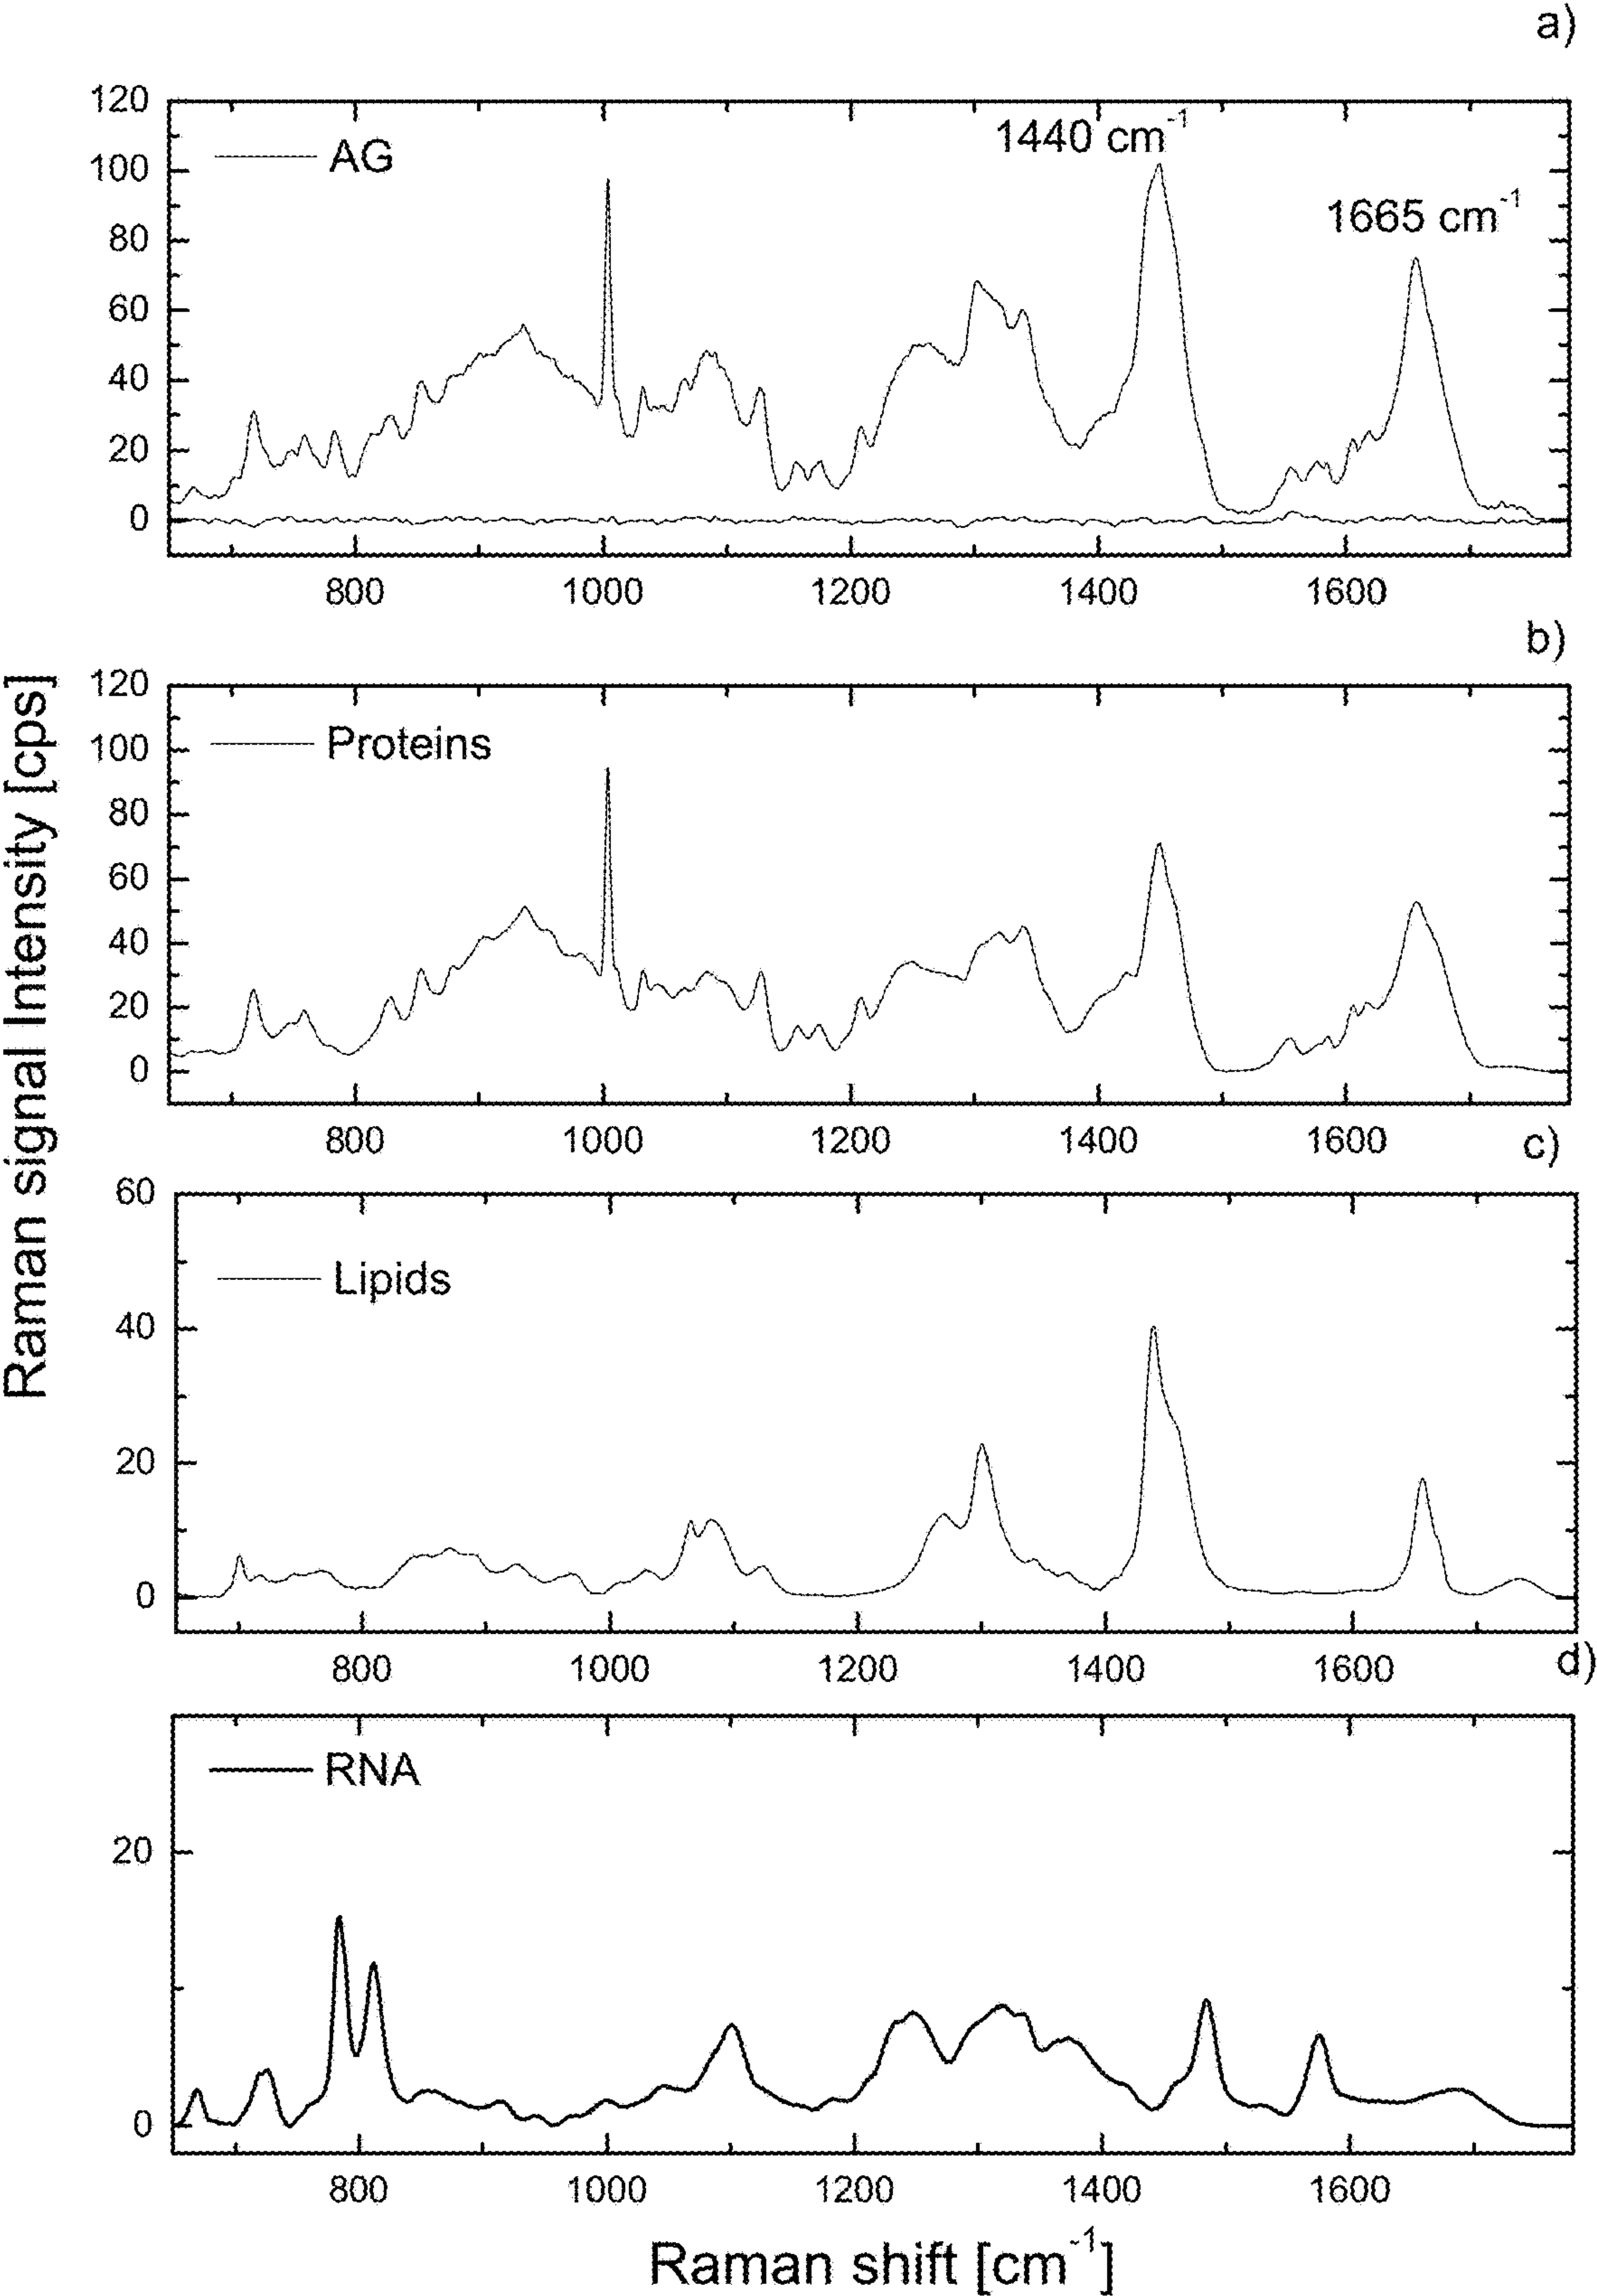 a)
120
100
80
60
40
20
0
AG
1440 cm⁻¹
1665 cm⁻¹
800 1000 1200 1400 1600
b)
120
100
80
60
40
20
0
Proteins
800 1000 1200 1400 1600
c)
60
40
20
0
Lipids
800 1000 1200 1400 1600
d)
20
0
RNA
800 1000 1200 1400 1600
Raman signal Intensity [cps]
Raman shift [cm⁻¹]